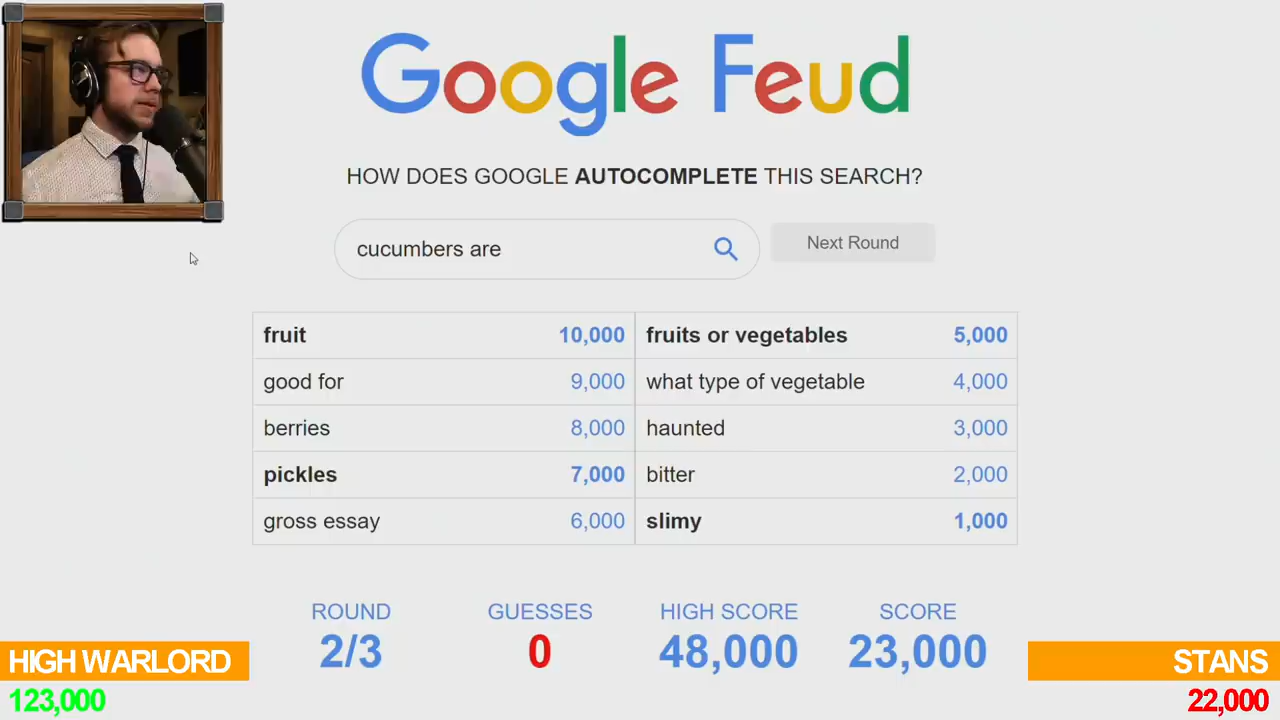 Google Feud
HOW DOES GOOGLE AUTOCOMPLETE THIS SEARCH?
cucumbers are
Next Round
fruit 10,000
good for 9,000
berries 8,000
pickles 7,000
gross essay 6,000
fruits or vegetables 5,000
what type of vegetable 4,000
haunted 3,000
bitter 2,000
slimy 1,000
ROUND
2/3
GUESSES
0
HIGH SCORE
48,000
SCORE
23,000
HIGH WARLORD
123,000
STANS
22,000